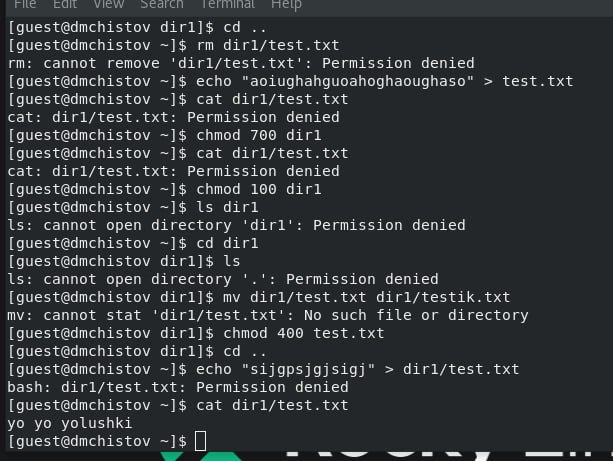 File Edit View Search Terminal Help
[guest@dmchistov dir1]$ cd ..
[guest@dmchistov ~]$ rm dir1/test.txt
rm: cannot remove 'dir1/test.txt': Permission denied
[guest@dmchistov ~]$ echo "aoiughahguoahoghaoughaso" > test.txt
[guest@dmchistov ~]$ cat dir1/test.txt
cat: dir1/test.txt: Permission denied
[guest@dmchistov ~]$ chmod 700 dir1
[guest@dmchistov ~]$ cat dir1/test.txt
cat: dir1/test.txt: Permission denied
[guest@dmchistov ~]$ chmod 100 dir1
[guest@dmchistov ~]$ ls dir1
ls: cannot open directory 'dir1': Permission denied
[guest@dmchistov ~]$ cd dir1
[guest@dmchistov dir1]$ ls
ls: cannot open directory '.': Permission denied
[guest@dmchistov dir1]$ mv dir1/test.txt dir1/testik.txt
mv: cannot stat 'dir1/test.txt': No such file or directory
[guest@dmchistov dir1]$ chmod 400 test.txt
[guest@dmchistov dir1]$ cd ..
[guest@dmchistov ~]$ echo "sijgpsjgjsigj" > dir1/test.txt
bash: dir1/test.txt: Permission denied
[guest@dmchistov ~]$ cat dir1/test.txt
yo yo yolushki
[guest@dmchistov ~]$